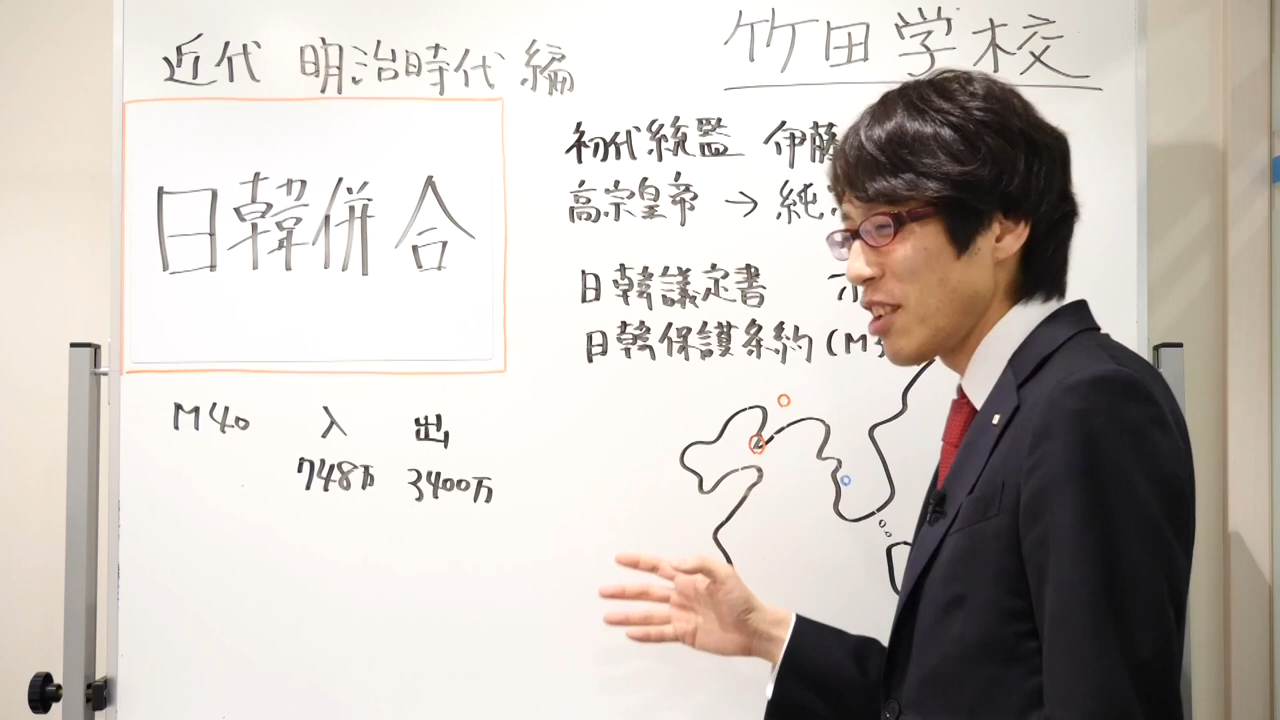 近代 明治時代編
竹田学校
日韓併合
初代統監 伊藤
高宗皇帝 → 純
日韓議定書
日韓保護条約 (M3
M40 入 出
748万 3400万